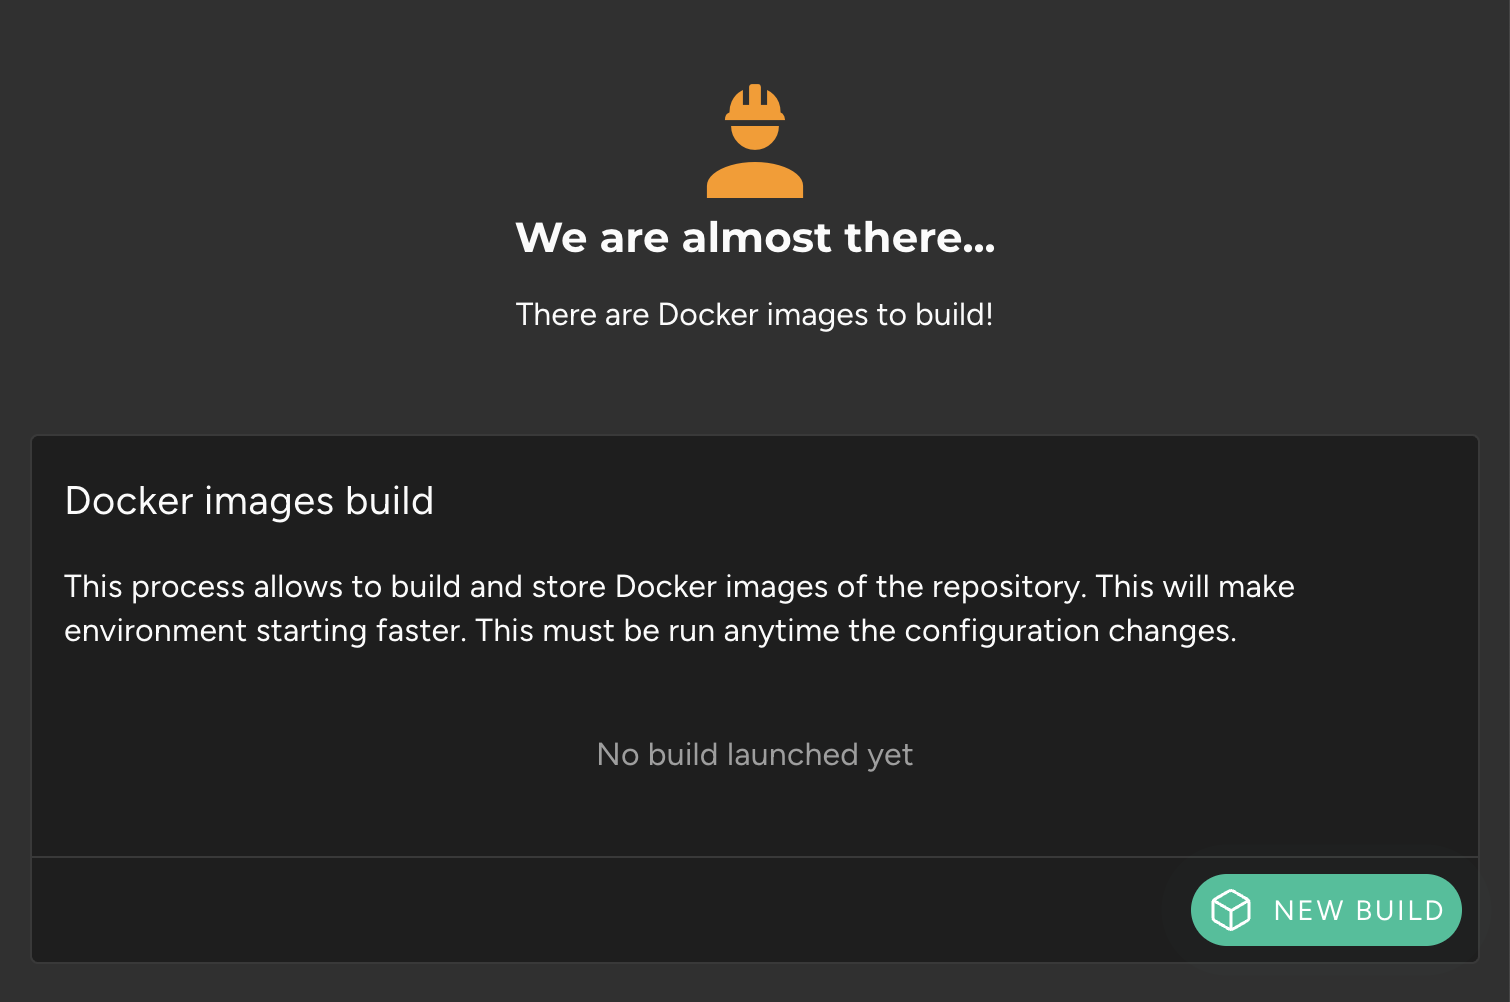 We are almost there...
There are Docker images to build!
Docker images build
This process allows to build and store Docker images of the repository. This will make
environment starting faster. This must be run anytime the configuration changes.
No build launched yet
NEW BUILD